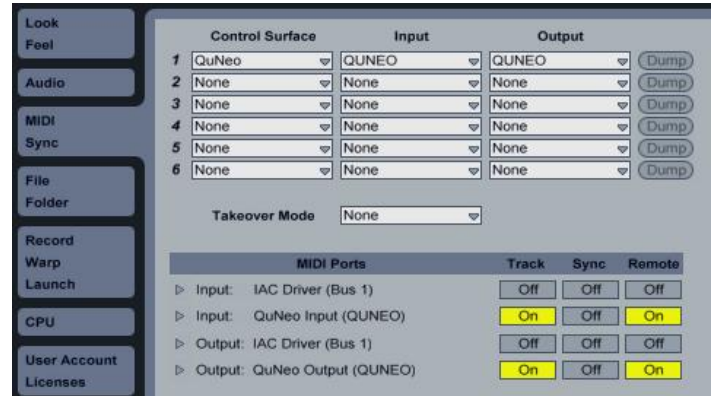 Look
Feel
Audio
MIDI
Sync
File
Folder
Record
Warp
Launch
CPU
User Account
Licenses
Control Surface Input Output
1 QuNeo QUNEO QUNEO Dump
2 None None None Dump
3 None None None Dump
4 None None None Dump
5 None None None Dump
6 None None None Dump
Takeover Mode None
MIDI Ports Track Sync Remote
Input: IAC Driver (Bus 1) Off Off Off
Input: QuNeo Input (QUNEO) On Off On
Output: IAC Driver (Bus 1) Off Off Off
Output: QuNeo Output (QUNEO) On Off On